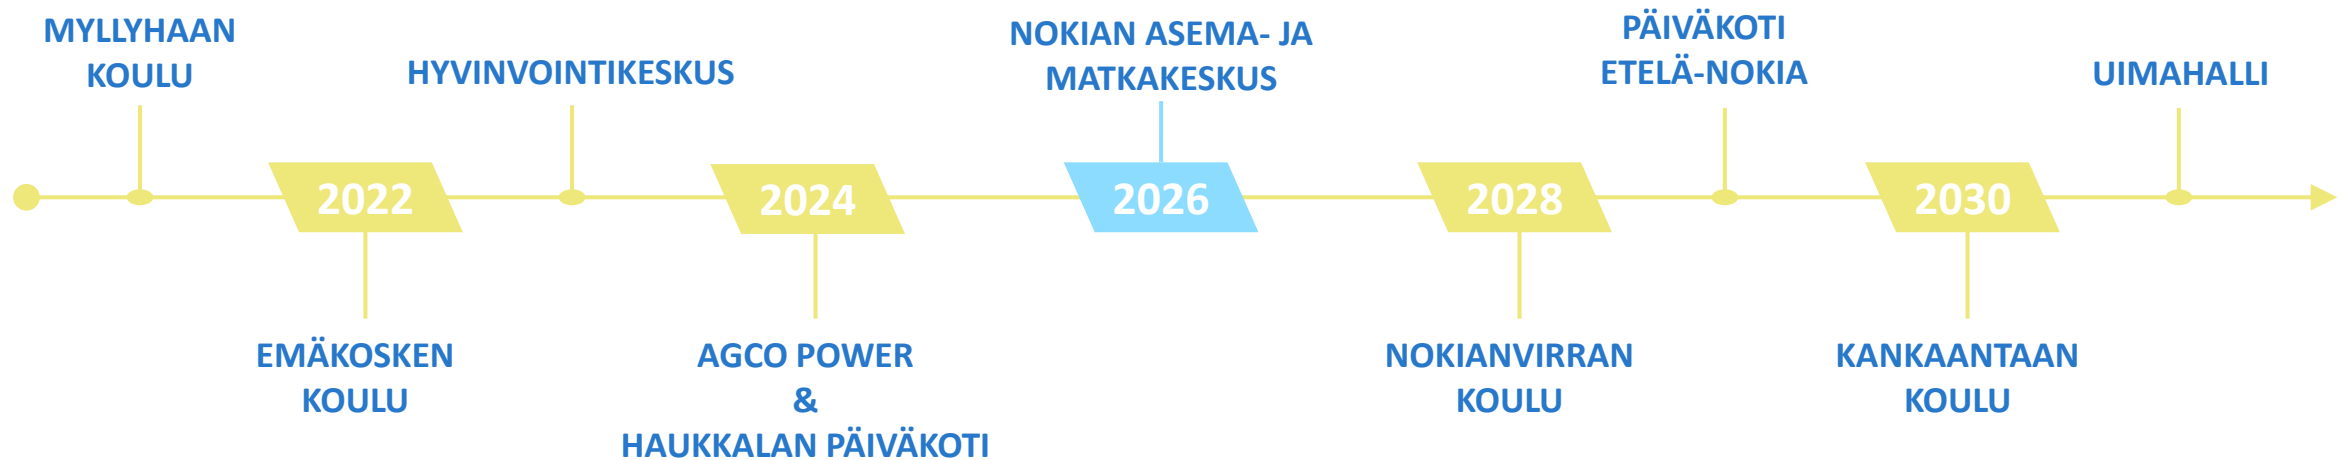 MYLLYHAAN
KOULU
HYVINVOINTIKESKUS
NOKIAN ASEMA- JA
MATKAKESKUS
PÄIVÄKOTI
ETELÄ-NOKIA
UIMAHALLI
2022
2024
2026
2028
2030
EMÄKOSKEN
KOULU
AGCO POWER
&
HAUKKALAN PÄIVÄKOTI
NOKIANVIRRAN
KOULU
KANKAANTAAN
KOULU